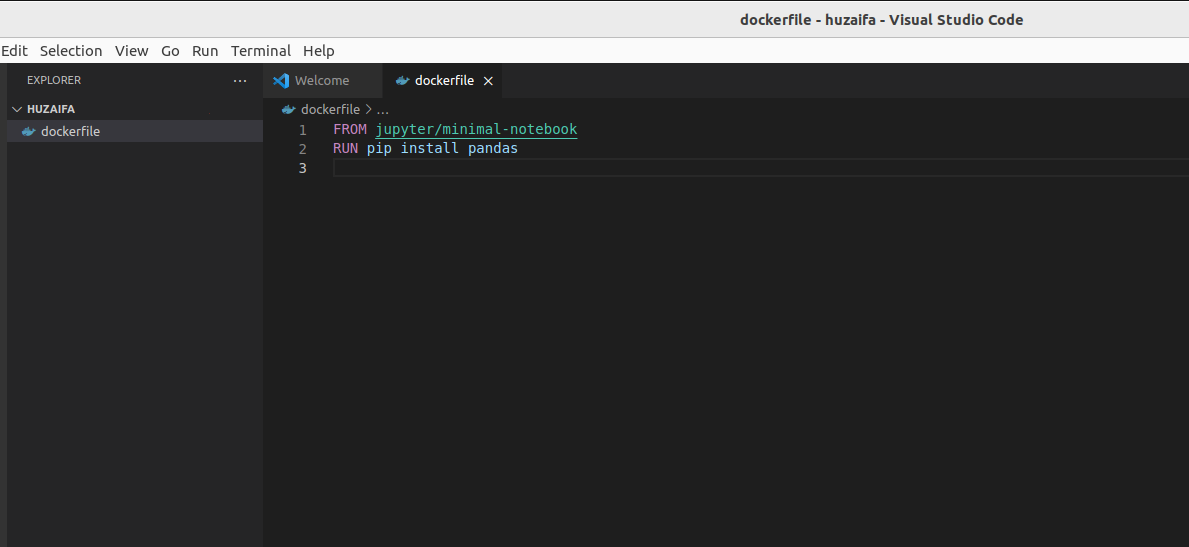 dockerfile - huzaifa - Visual Studio Code
Edit Selection View Go Run Terminal Help
EXPLORER ...
Welcome
dockerfile ×
HUZAIFA
dockerfile
dockerfile > ...
1 FROM jupyter/minimal-notebook
2 RUN pip install pandas
3